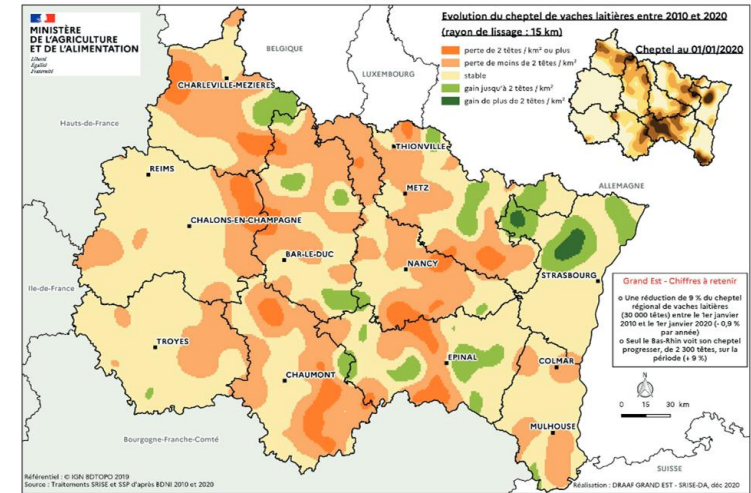 MINISTÈRE
DE L'AGRICULTURE
ET DE L'ALIMENTATION
Liberté
Égalité
Fraternité
Evolution du cheptel de vaches laitières entre 2010 et 2020
(rayon de lissage : 15 km)
perte de 2 têtes / km² ou plus
perte de moins de 2 têtes / km²
stable
gain jusqu'à 2 têtes / km²
gain de plus de 2 têtes / km²
Cheptel au 01/01/2020
BELGIQUE
LUXEMBOURG
CHARLEVILLE-MEZIERES
Hauts-de-France
THIONVILLE
REIMS
METZ
ALLEMAGNE
CHALONS-EN-CHAMPAGNE
BAR-LE-DUC
NANCY
STRASBOURG
Ile-de-France
Grand Est - Chiffres à retenir
o Une réduction de 9 % du cheptel
régional de vaches laitières
(30 000 têtes) entre le 1er janvier
2010 et le 1er janvier 2020 (- 0,9 %
par année)
o Seul le Bas-Rhin voit son cheptel
progresser, de 2 300 têtes, sur la
période (+ 9 %)
TROYES
EPINAL
COLMAR
CHAUMONT
N
0 15 30 km
MULHOUSE
Bourgogne-Franche-Comté
SUISSE
Référentiel : © IGN BDTOPO 2019
Source : Traitements SRISE et SSP d'après BDNI 2010 et 2020
Réalisation : DRAAF GRAND EST - SRISE-DA, déc 2020